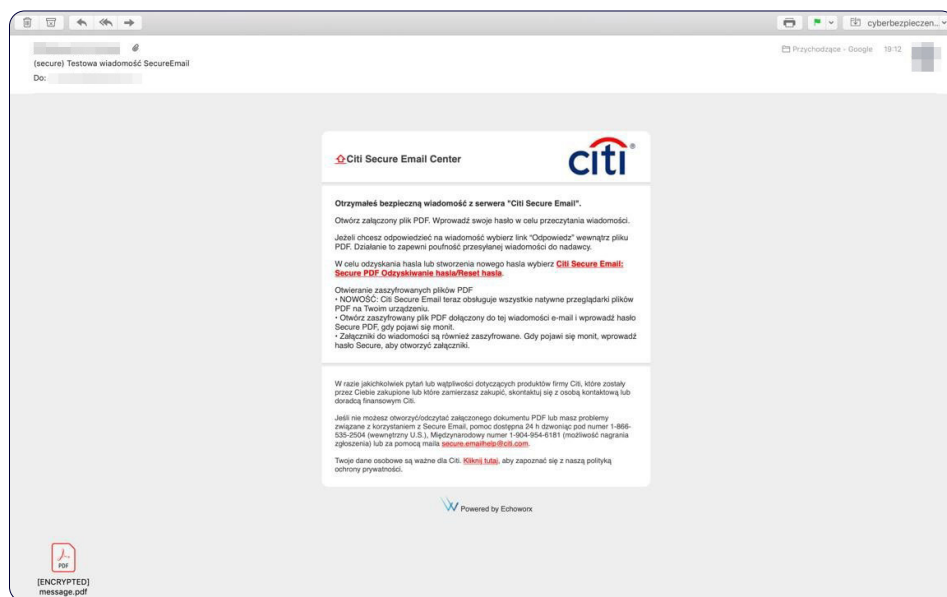 cyberbezpieczen...
Przychodzące - Google 19:12
(secure) Testowa wiadomość SecureEmail
Do:
Citi Secure Email Center
citi®
Otrzymałeś bezpieczną wiadomość z serwera "Citi Secure Email".
Otwórz załączony plik PDF. Wprowadź swoje hasło w celu przeczytania wiadomości.
Jeżeli chcesz odpowiedzieć na wiadomość wybierz link "Odpowiedz" wewnątrz pliku
PDF. Działanie to zapewni poufność przesyłanej wiadomości do nadawcy.
W celu odzyskania hasla lub stworzenia nowego hasla wybierz Citi Secure Email:
Secure PDF Odzyskiwanie hasla/Reset hasla.
Otwieranie zaszyfrowanych plików PDF
• NOWOŚĆ: Citi Secure Email teraz obsługuje wszystkie natywne przeglądarki plików
PDF na Twoim urządzeniu.
• Otwórz zaszyfrowany plik PDF dołączony do tej wiadomości e-mail i wprowadź hasło
Secure PDF, gdy pojawi się monit.
• Załączniki do wiadomości są również zaszyfrowane. Gdy pojawi się monit, wprowadź
hasło Secure, aby otworzyć załączniki.
W razie jakichkolwiek pytań lub wątpliwości dotyczących produktów firmy Citi, które zostały
przez Ciebie zakupione lub które zamierzasz zakupić, skontaktuj się z osobą kontaktową lub
doradcą finansowym Citi.
Jeśli nie możesz otworzyć/odczytać załączonego dokumentu PDF lub masz problemy
związane z korzystaniem z Secure Email, pomoc dostępna 24 h dzwoniąc pod numer 1-866-
535-2504 (wewnętrzny U.S.), Międzynarodowy numer 1-904-954-6181 (możliwość nagrania
zgłoszenia) lub za pomocą maila secure.emailhelp@citi.com.
Twoje dane osobowe są ważne dla Citi. Kliknij tutaj, aby zapoznać się z naszą polityką
ochrony prywatności.
Powered by Echoworx
PDF
[ENCRYPTED]
message.pdf